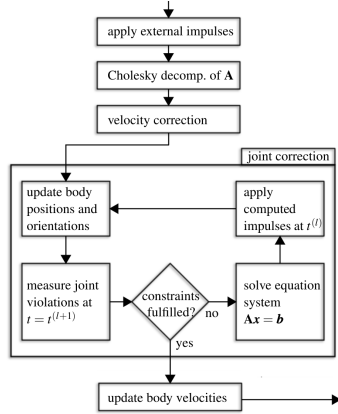 apply external impulses
Cholesky decomp. of A
velocity correction
joint correction
update body
positions and
orientations
apply
computed
impulses at t^(l)
measure joint
violations at
t = t^(l+1)
constraints
fulfilled?
no
solve equation
system
Ax = b
yes
update body velocities